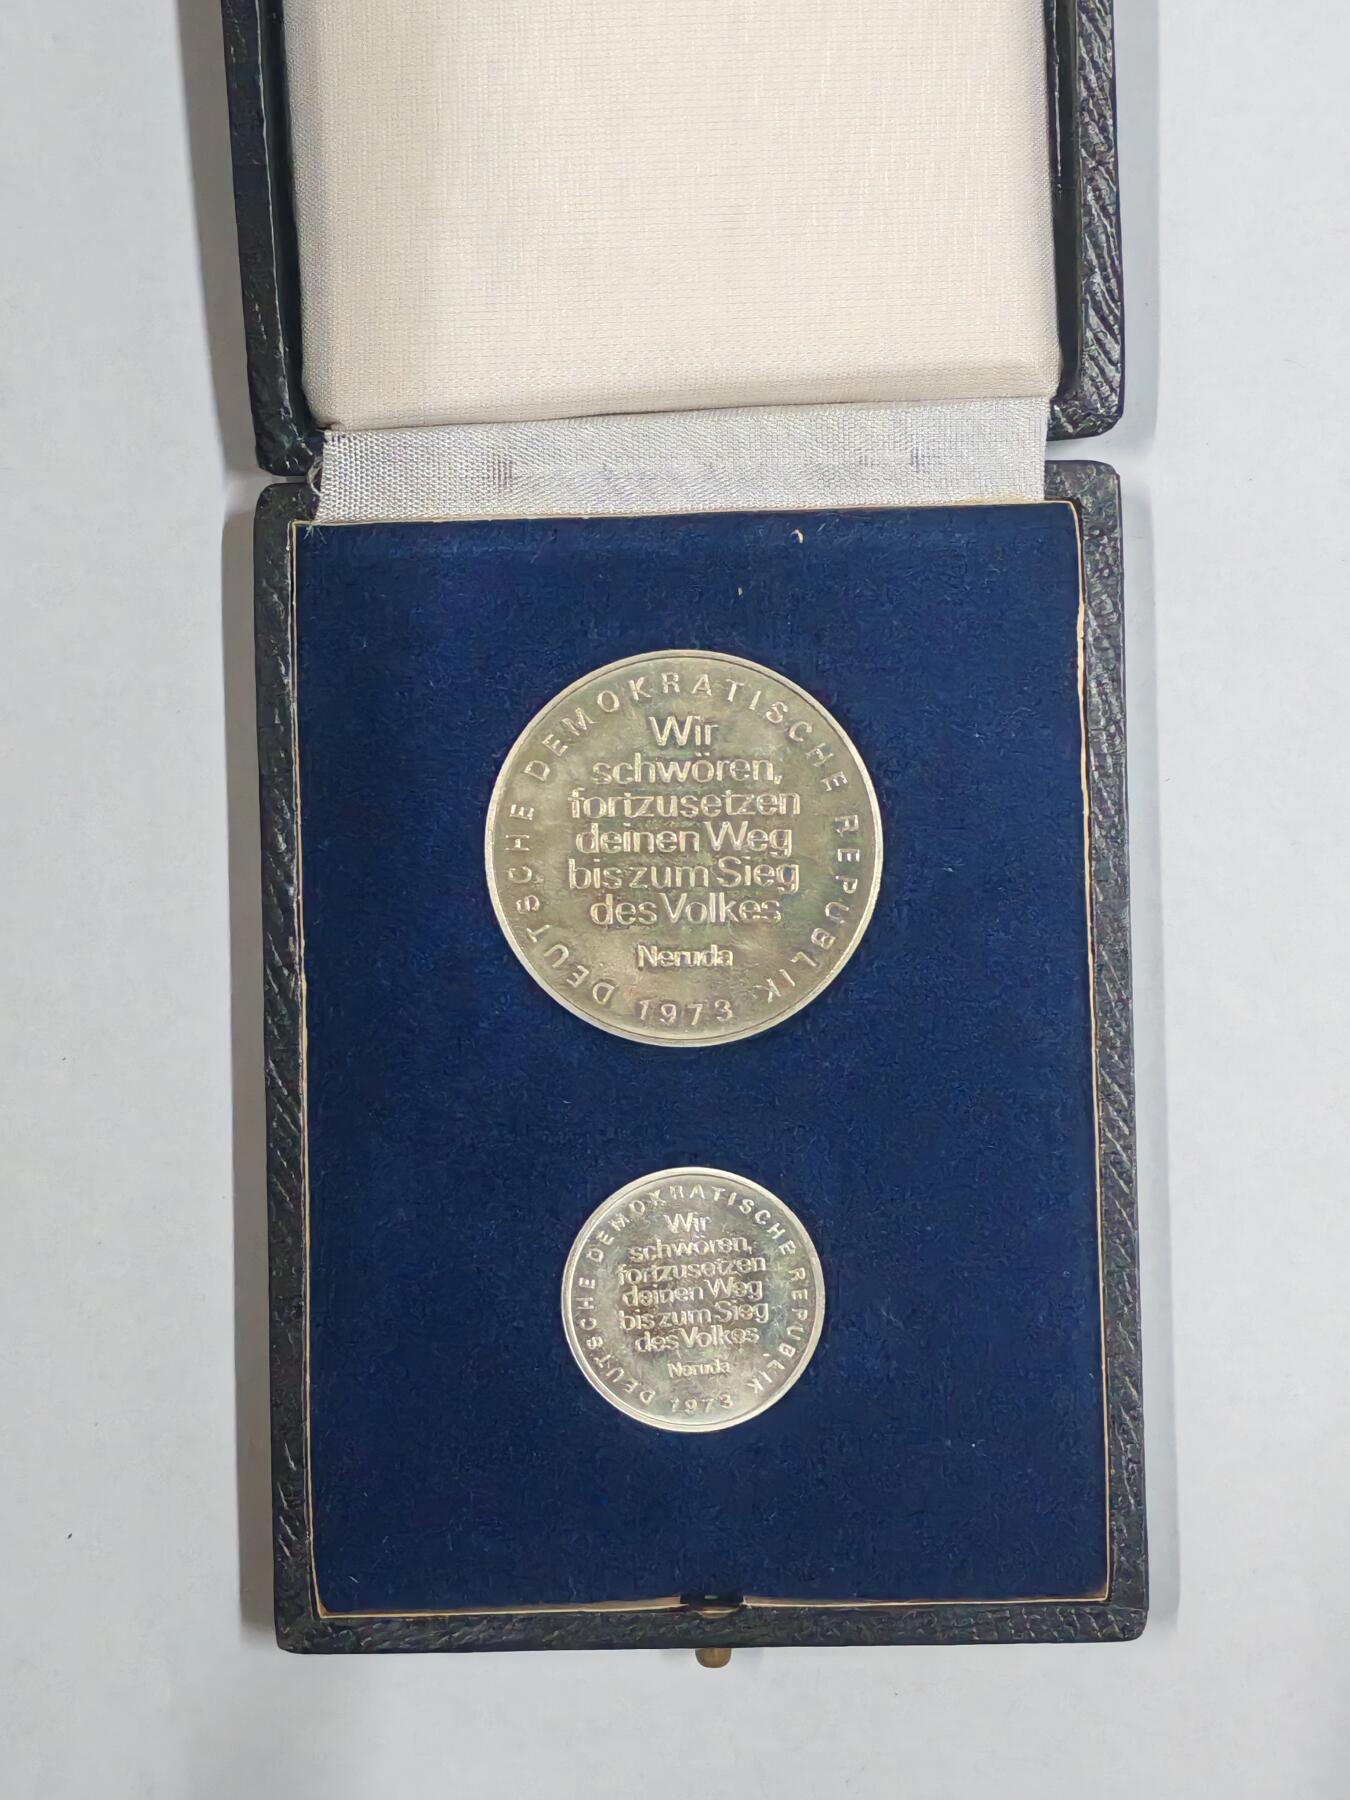 DEUTSCHE DEMOKRATISCHE REPUBLIK
Wir
schwören,
fortzusetzen
deinen Weg
bis zum Sieg
des Volkes
Neruda
1973
DEUTSCHE DEMOKRATISCHE REPUBLIK
Wir
schwören,
fortzusetzen
deinen Weg
bis zum Sieg
des Volkes
Neruda
1973